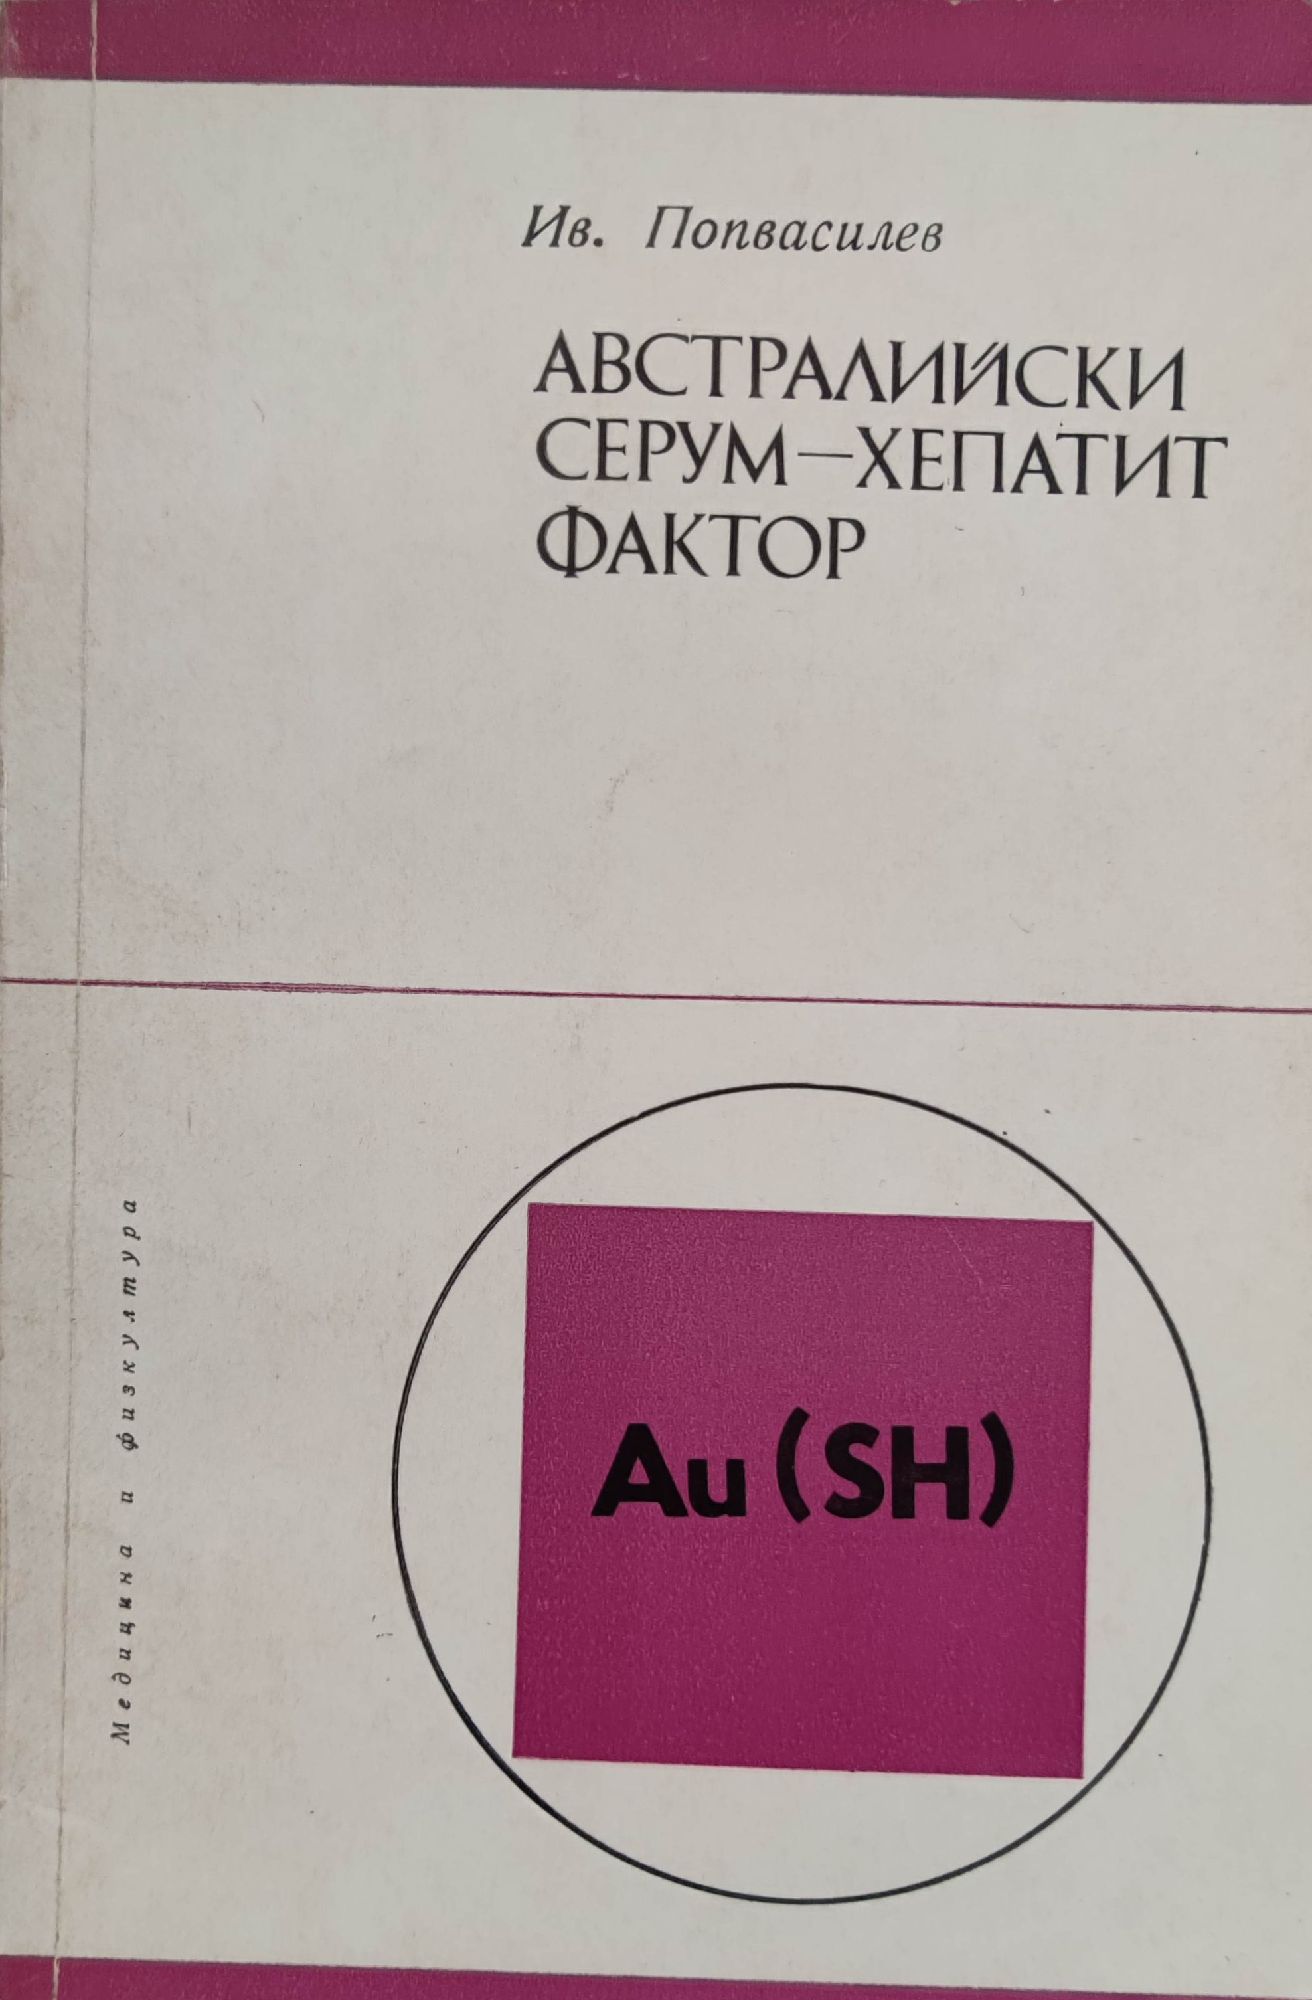 Ив. Попвасилев
АВСТРАЛИЙСКИ
СЕРУМ—ХЕПАТИТ
ФАКТОР
Медицина и физкултура
Au (SH)